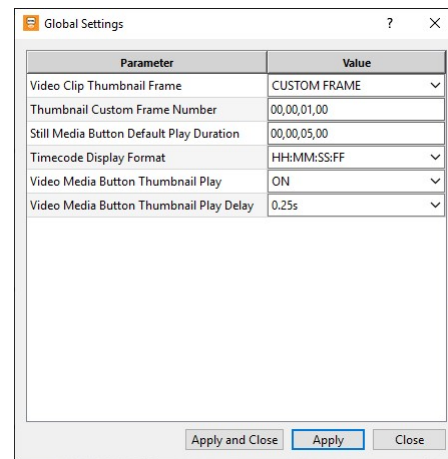 Global Settings ? ×
Parameter Value
Video Clip Thumbnail Frame CUSTOM FRAME
Thumbnail Custom Frame Number 00,00,01,00
Still Media Button Default Play Duration 00,00,05,00
Timecode Display Format HH:MM:SS:FF
Video Media Button Thumbnail Play ON
Video Media Button Thumbnail Play Delay 0.25s
Apply and Close Apply Close